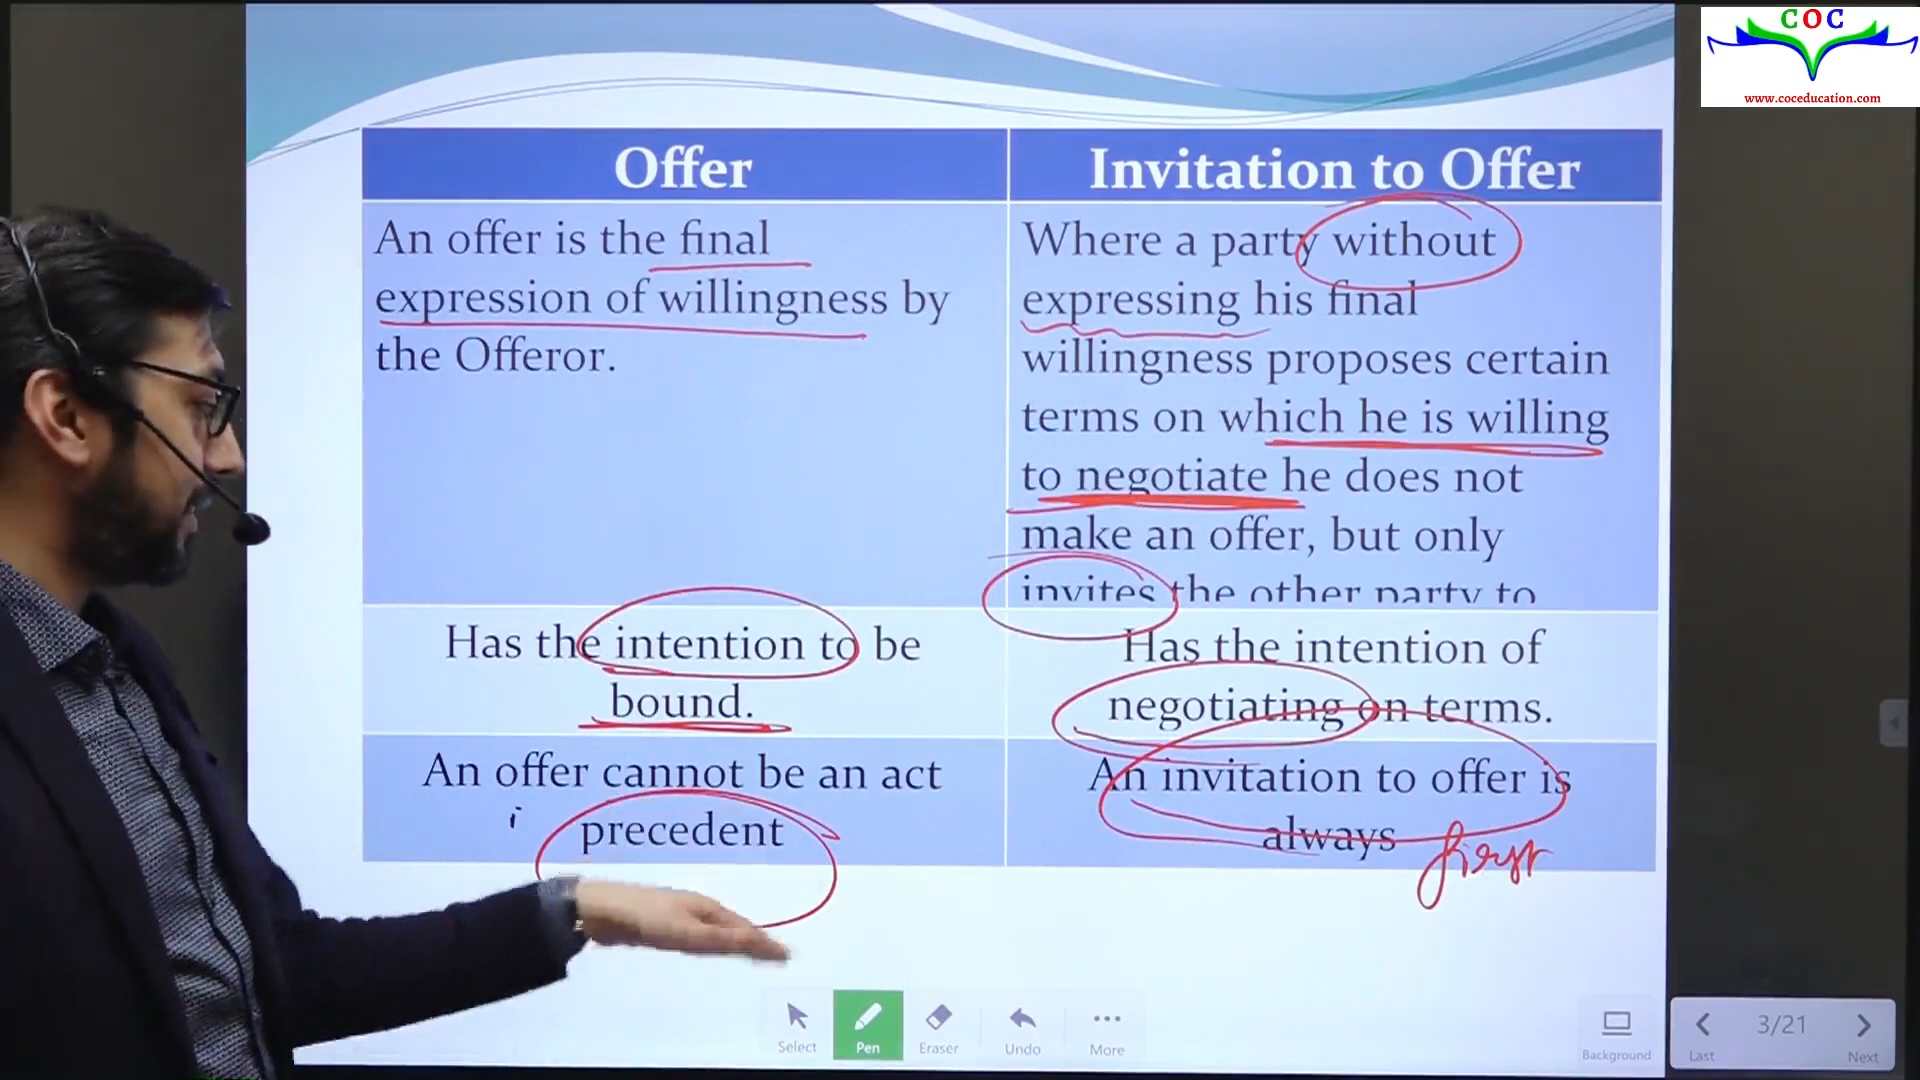 COC
www.coceducation.com
Offer
Invitation to Offer
An offer is the final
expression of willingness by
the Offeror.
Where a party without
expressing his final
willingness proposes certain
terms on which he is willing
to negotiate he does not
make an offer, but only
invites the other party to
Has the intention to be
bound.
Has the intention of
negotiating on terms.
An offer cannot be an act
precedent
An invitation to offer is
always
first
Select
Pen
Eraser
Undo
More
Background
3/21
Last
Next